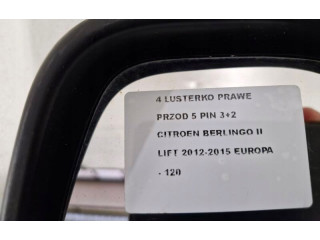 4 LUSTERKO PRAWE
PRZOD 5 PIN 3+2
CITROEN BERLINGO II
LIFT 2012-2015 EUROPA
- 120